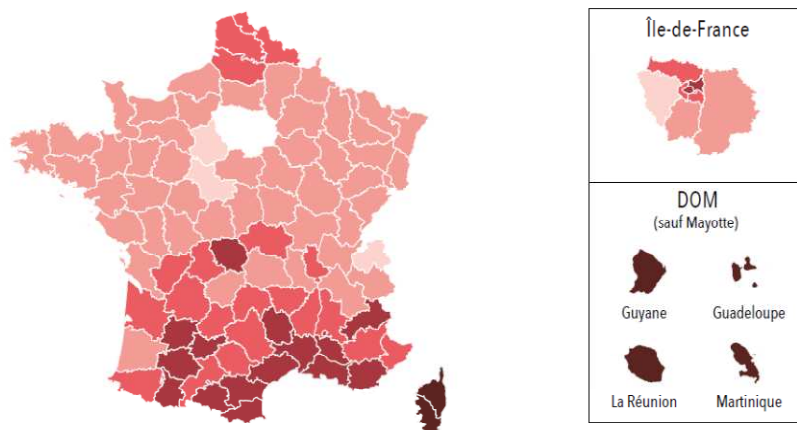 Île-de-France
DOM
(sauf Mayotte)
Guyane
Guadeloupe
La Réunion
Martinique